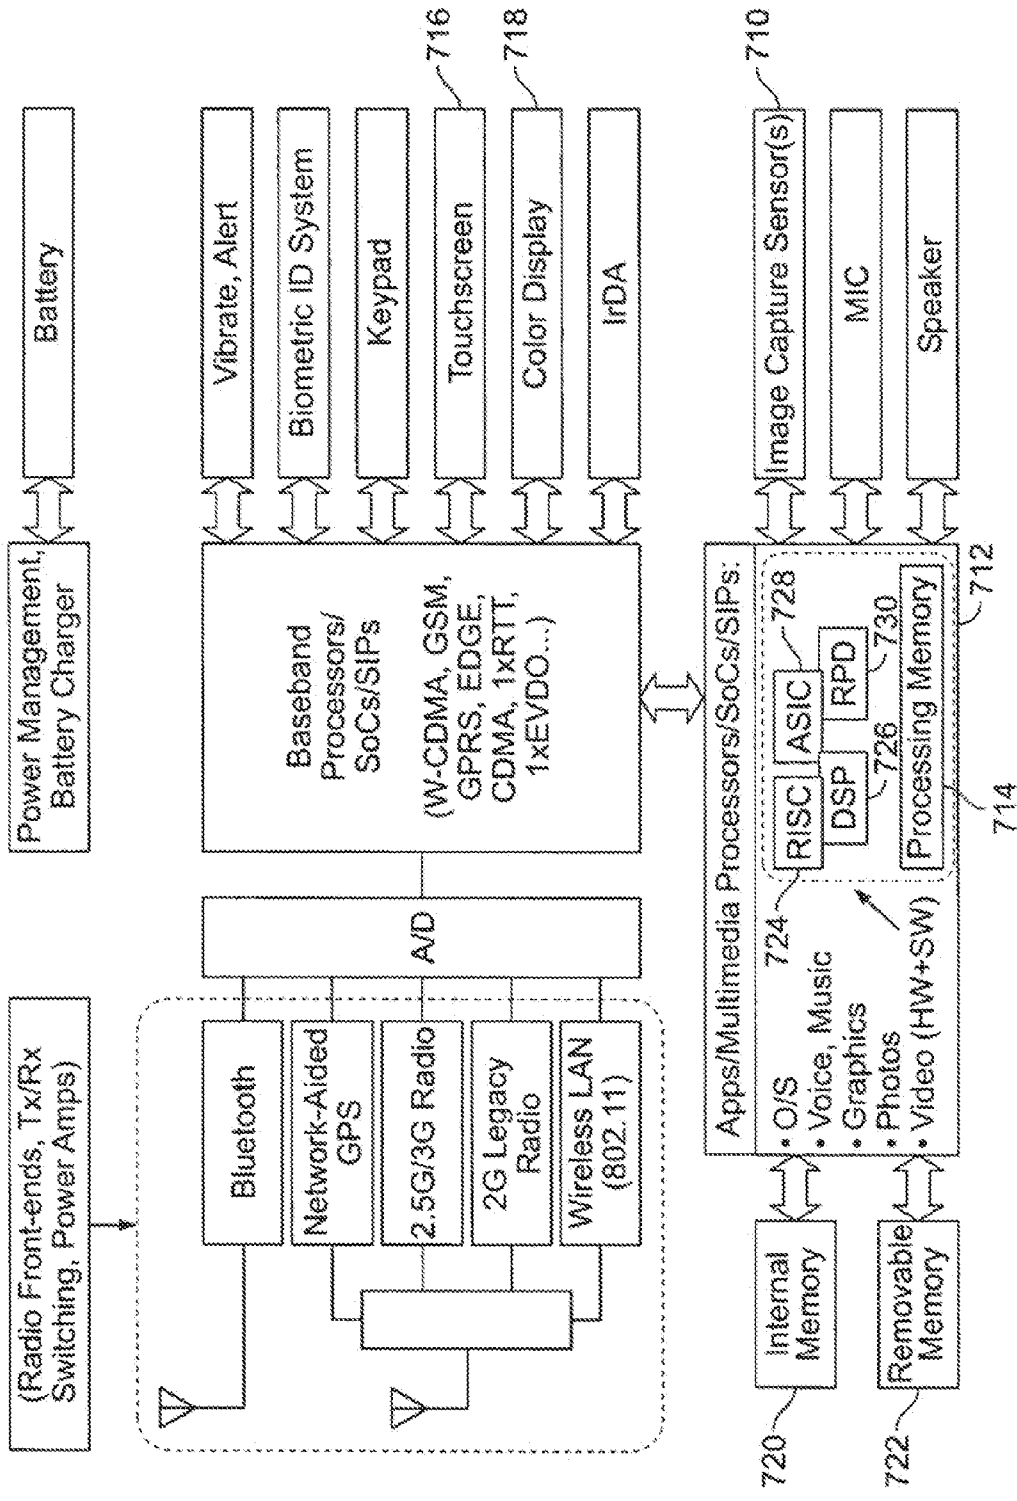 (Radio Front-ends, Tx/Rx
Switching, Power Amps)
Power Management,
Battery Charger
Battery
Bluetooth
Network-Aided
GPS
2.5G/3G Radio
2G Legacy
Radio
Wireless LAN
(802.11)
A/D
Baseband
Processors/
SoCs/SIPs
(W-CDMA, GSM,
GPRS, EDGE,
CDMA, 1xRTT,
1xEVDO...)
Vibrate, Alert
Biometric ID System
Keypad
Touchscreen
716
Color Display
718
IrDA
Internal
Memory
720
Removable
Memory
722
Apps/Multimedia Processors/SoCs/SIPs:
• O/S
• Voice, Music
• Graphics
• Photos
• Video (HW+SW)
724
RISC
ASIC
728
DSP
726
RPD
730
Processing Memory
714
712
Image Capture Sensor(s)
710
MIC
Speaker